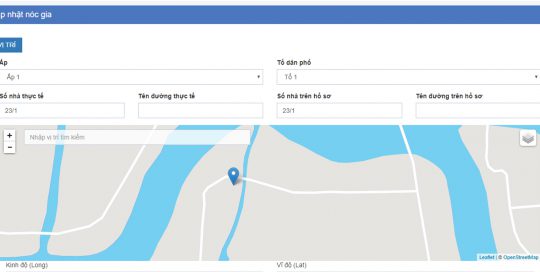 p nhật nóc gia
VỊ TRÍ
Ấp Tổ dân phố
Ấp 1 Tổ 1
Số nhà thực tế Tên đường thực tế Số nhà trên hồ sơ Tên đường trên hồ sơ
23/1 23/1
+ Nhập vị trí tìm kiếm
−
Leaflet | © OpenStreetMap
Kinh độ (Long) Vĩ độ (Lat)